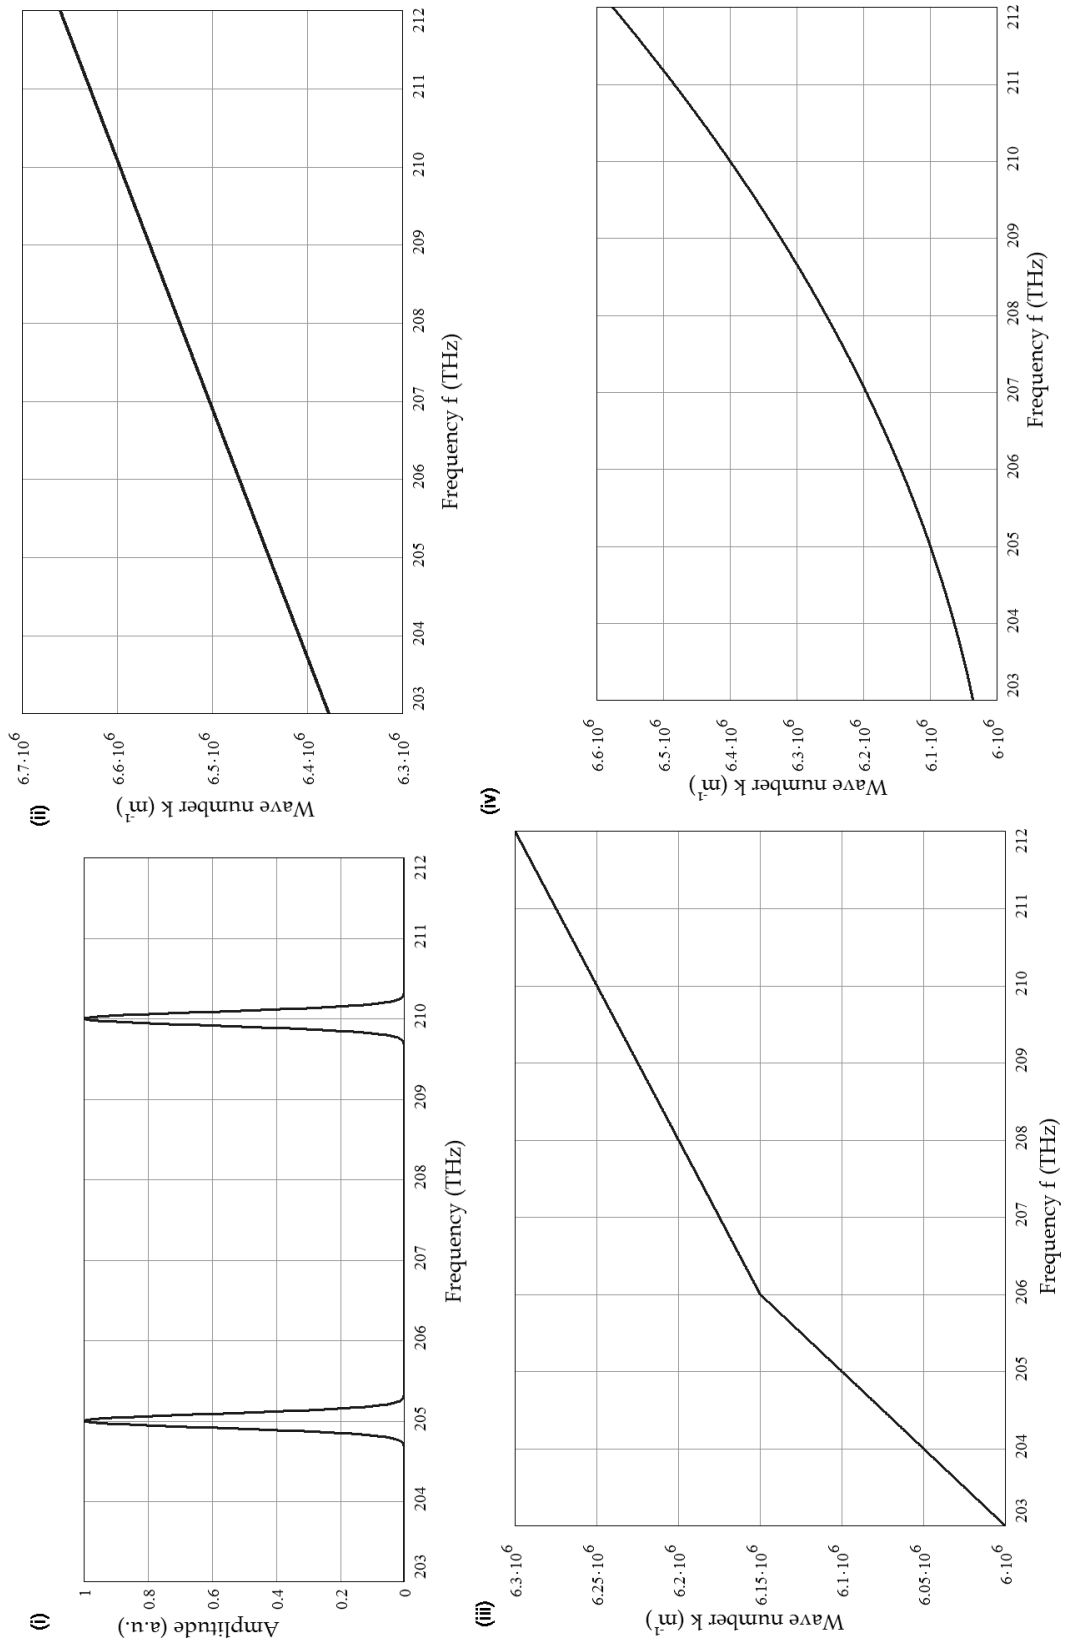 (i)
Amplitude (a.u.)
1
0.8
0.6
0.4
0.2
0
203 204 205 206 207 208 209 210 211 212
Frequency (THz)
(ii)
Wave number k (m⁻¹)
6.7·10⁶
6.6·10⁶
6.5·10⁶
6.4·10⁶
6.3·10⁶
203 204 205 206 207 208 209 210 211 212
Frequency f (THz)
(iii)
Wave number k (m⁻¹)
6.3·10⁶
6.25·10⁶
6.2·10⁶
6.15·10⁶
6.1·10⁶
6.05·10⁶
6·10⁶
203 204 205 206 207 208 209 210 211 212
Frequency f (THz)
(iv)
Wave number k (m⁻¹)
6.6·10⁶
6.5·10⁶
6.4·10⁶
6.3·10⁶
6.2·10⁶
6.1·10⁶
6·10⁶
203 204 205 206 207 208 209 210 211 212
Frequency f (THz)